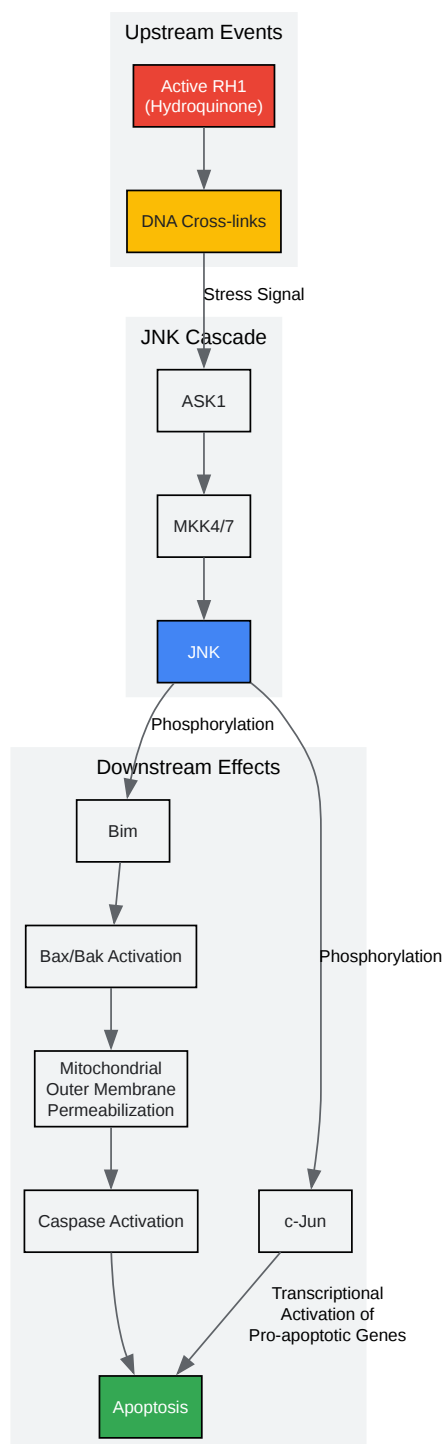 Upstream Events
Active RH1
(Hydroquinone)
DNA Cross-links
Stress Signal
JNK Cascade
ASK1
MKK4/7
JNK
Phosphorylation
Downstream Effects
Bim
Bax/Bak Activation
Phosphorylation
Mitochondrial
Outer Membrane
Permeabilization
Caspase Activation
c-Jun
Transcriptional
Activation of
Pro-apoptotic Genes
Apoptosis